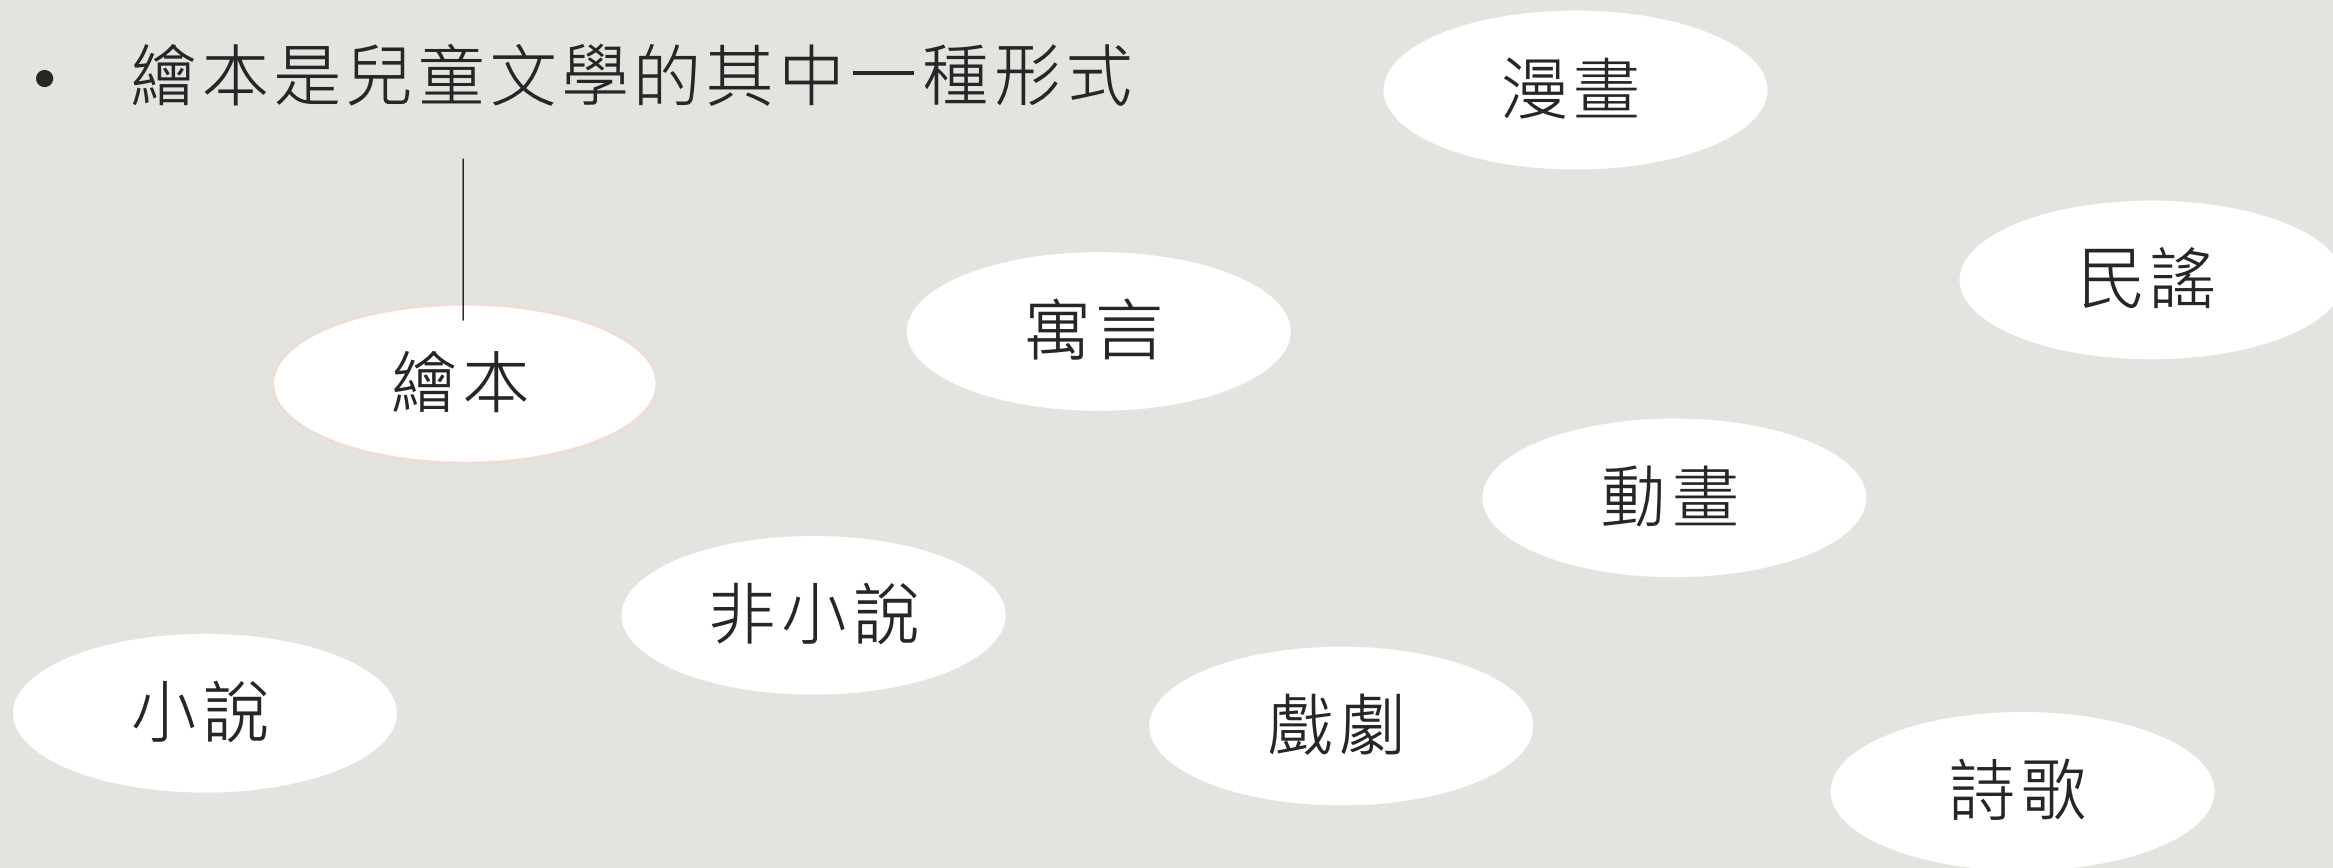 • 繪本是兒童文學的其中一種形式
漫畫
民謠
寓言
繪本
動畫
非小說
小說
戲劇
詩歌